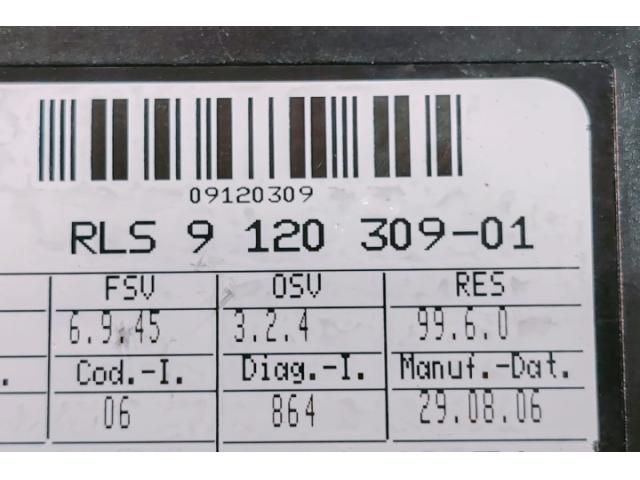 09120309
RLS 9 120 309-01
FSV OSV RES
6.9.45 3.2.4 99.6.0
Cod.-I. Diag.-I. Manuf.-Dat.
06 864 29.08.06